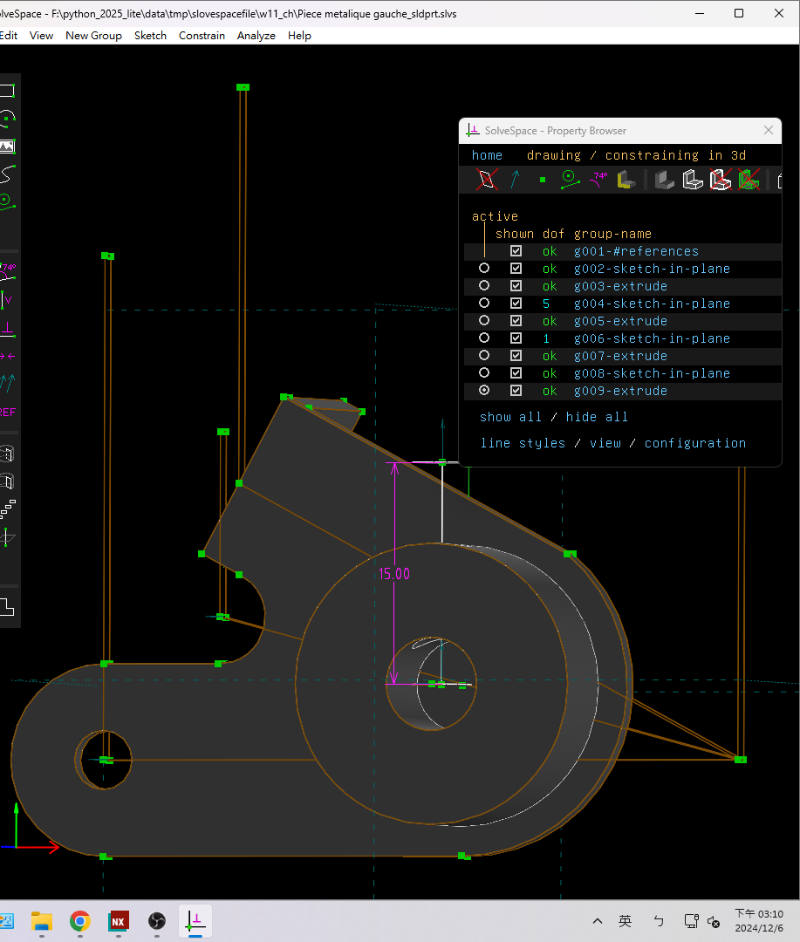 olveSpace - F:\python_2025_lite\data\tmp\slovespacefile\w11_ch\Piece metalique gauche_sldprt.slvs
Edit View New Group Sketch Constrain Analyze Help
SolveSpace - Property Browser
home drawing / constraining in 3d
74°
active
shown dof group-name
ok g001-#references
ok g002-sketch-in-plane
ok g003-extrude
5 g004-sketch-in-plane
ok g005-extrude
1 g006-sketch-in-plane
ok g007-extrude
ok g008-sketch-in-plane
ok g009-extrude
show all / hide all
line styles / view / configuration
74°
V
REF
15.00
NX
英
ㄅ
下午 03:10
2024/12/6